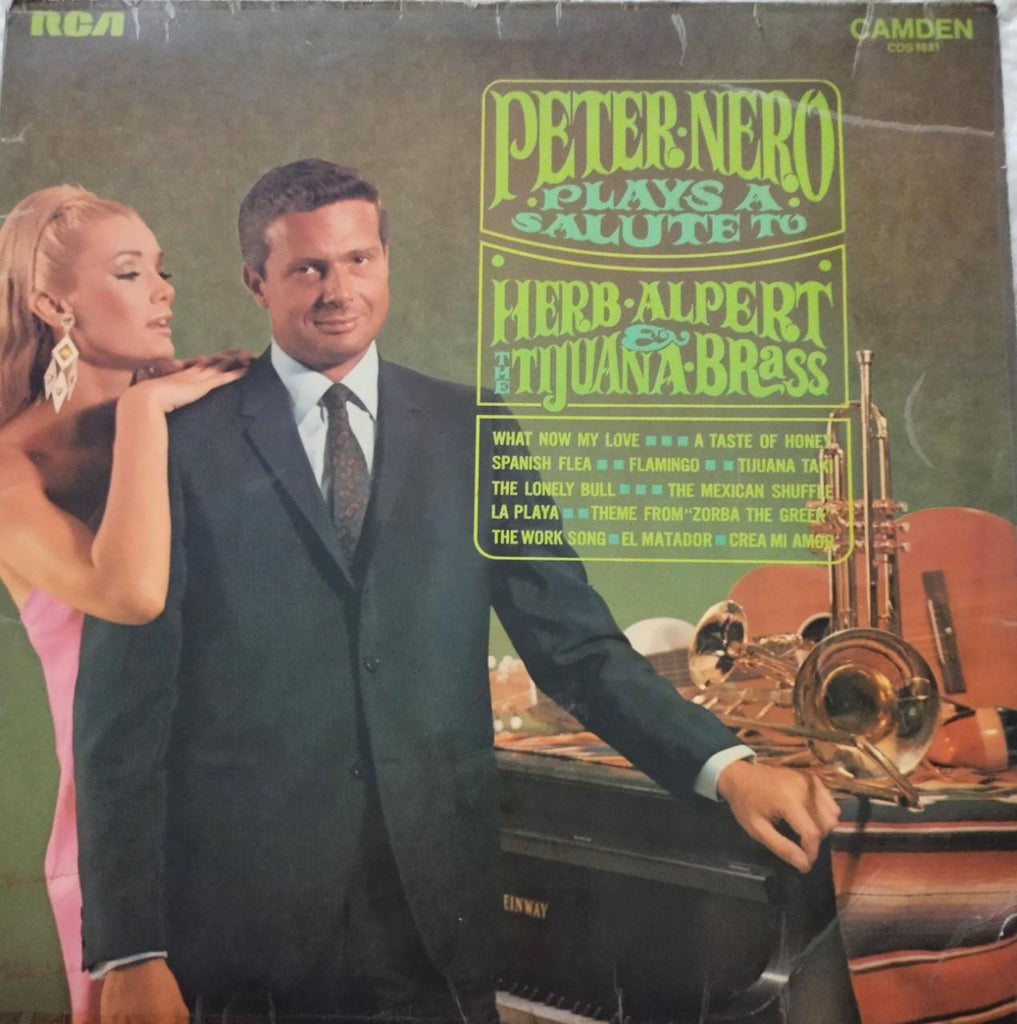 RCA
CAMDEN
CDS 1081
PETER·NERO
·PLAYS A
SALUTE TO
HERB·ALPERT
&
THE TIJUANA·BRASS
WHAT NOW MY LOVE ■ ■ ■ A TASTE OF HONEY
SPANISH FLEA ■ ■ FLAMINGO ■ ■ TIJUANA TAXI
THE LONELY BULL ■ ■ ■ THE MEXICAN SHUFFLE
LA PLAYA ■ ■ THEME FROM "ZORBA THE GREEK"
THE WORK SONG ■ EL MATADOR ■ CREA MI AMOR
EINWAY